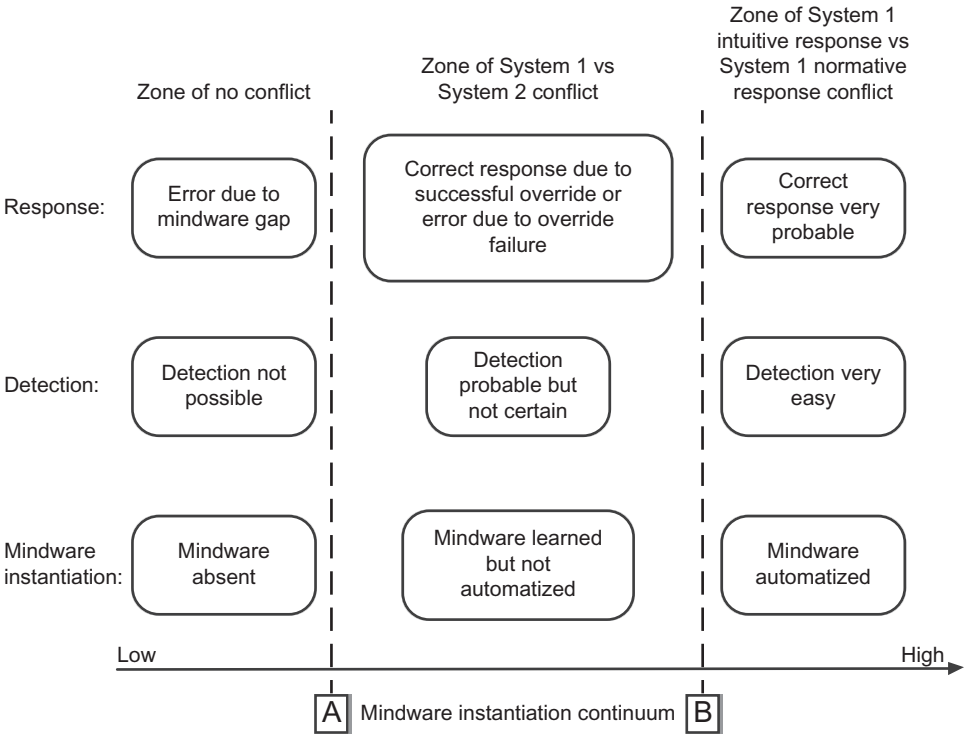 Zone of no conflict
Zone of System 1 vs
System 2 conflict
Zone of System 1
intuitive response vs
System 1 normative
response conflict
Response:
Error due to
mindware gap
Correct response due to
successful override or
error due to override
failure
Correct
response very
probable
Detection:
Detection not
possible
Detection
probable but
not certain
Detection very
easy
Mindware
instantiation:
Mindware
absent
Mindware learned
but not
automatized
Mindware
automatized
Low
High
A
Mindware instantiation continuum
B